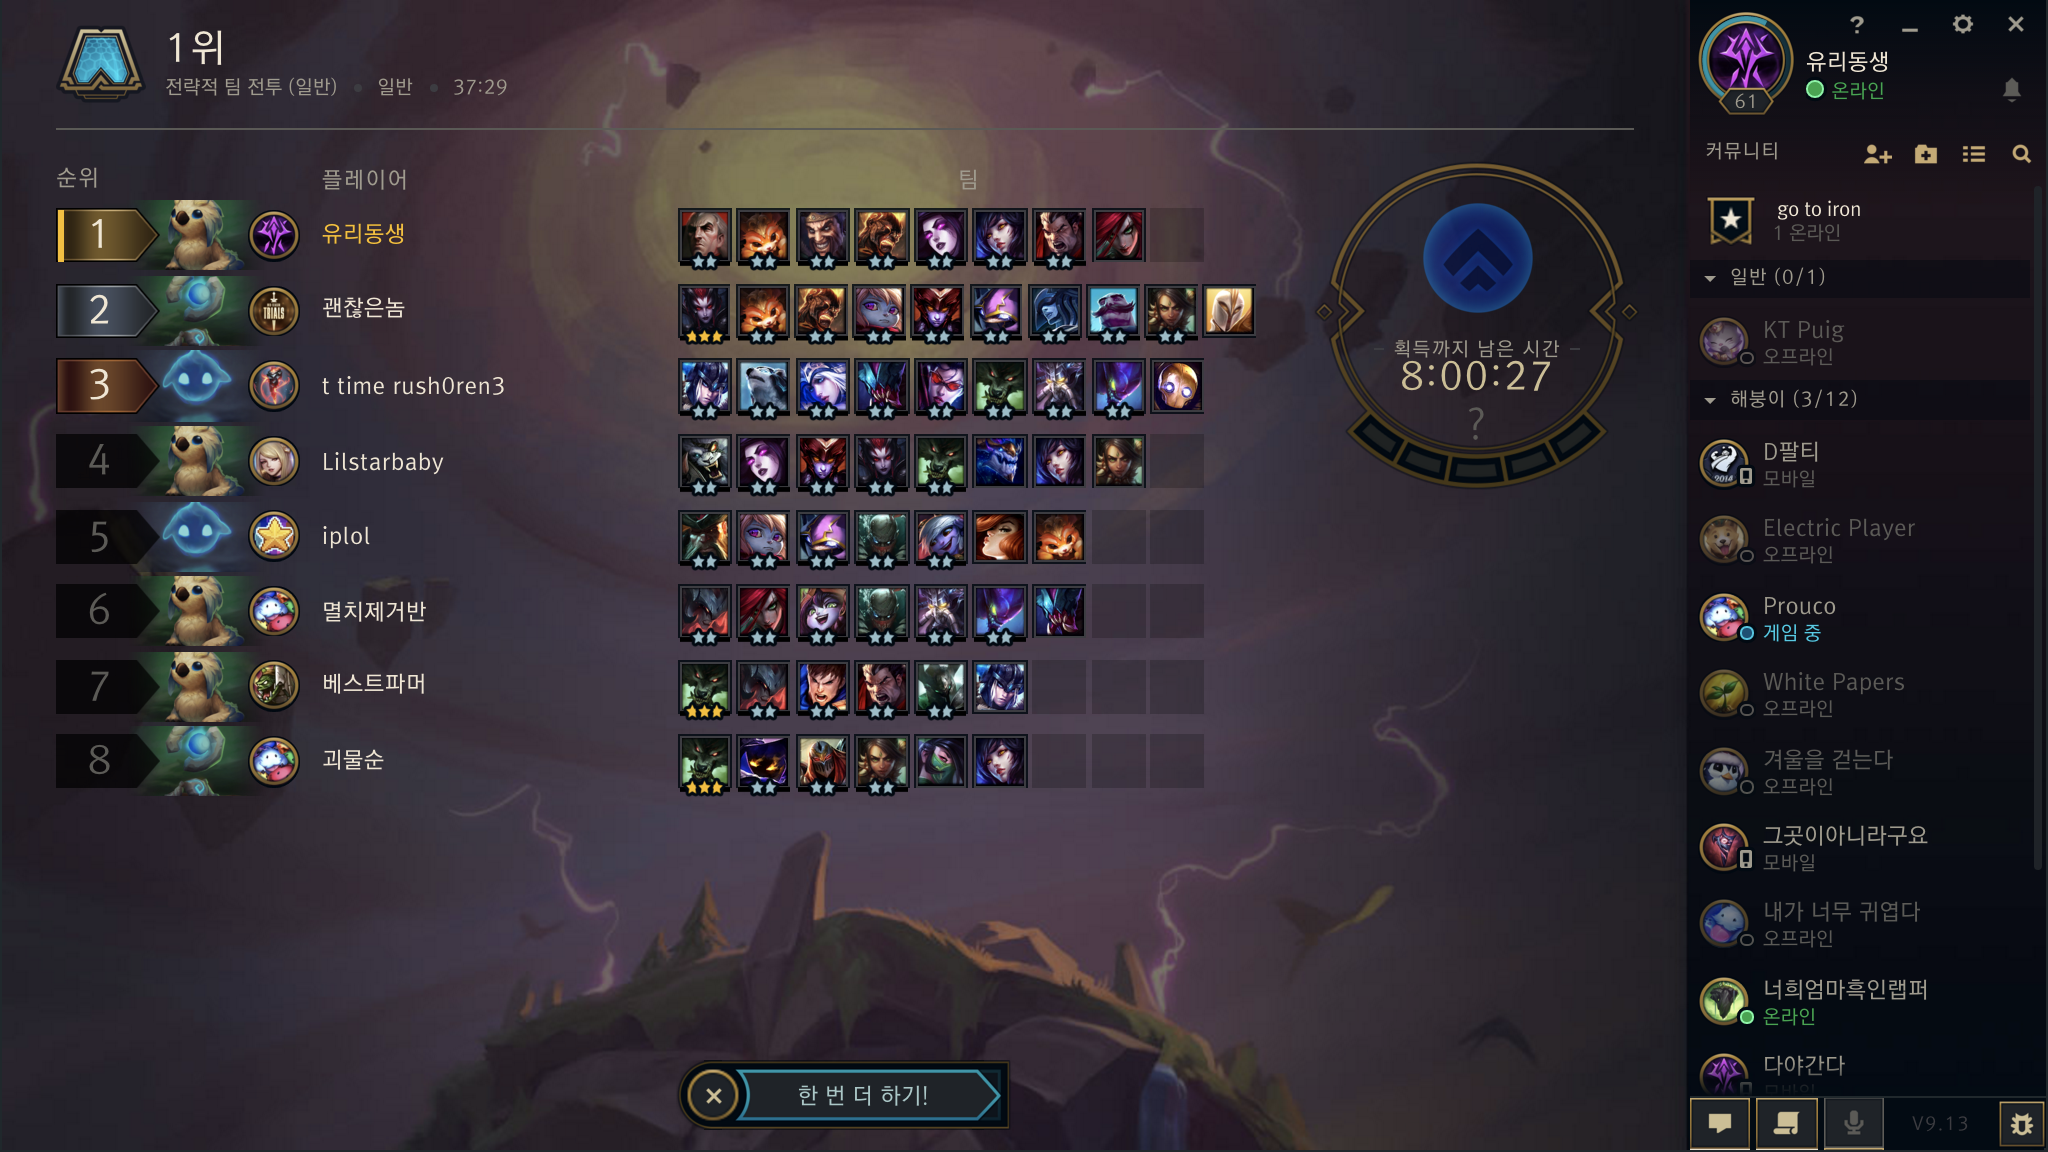 1위
전략적 팀 전투 (일반) • 일반 • 37:29
순위 플레이어 팀
1 유리동생
2 괜찮은놈
3 t time rush0ren3
4 Lilstarbaby
5 iplol
6 멸치제거반
7 베스트파머
8 괴물순
TRIALS
획득까지 남은 시간
8:00:27
?
한 번 더 하기!
?
유리동생
온라인
61
커뮤니티
go to iron
1 온라인
일반 (0/1)
KT Puig
오프라인
해붕이 (3/12)
D팔티
모바일
2014
Electric Player
오프라인
Prouco
게임 중
White Papers
오프라인
겨울을 걷는다
오프라인
그곳이아니라구요
모바일
내가 너무 귀엽다
오프라인
너희엄마흑인랩퍼
온라인
다야간다
모바일
V9.13